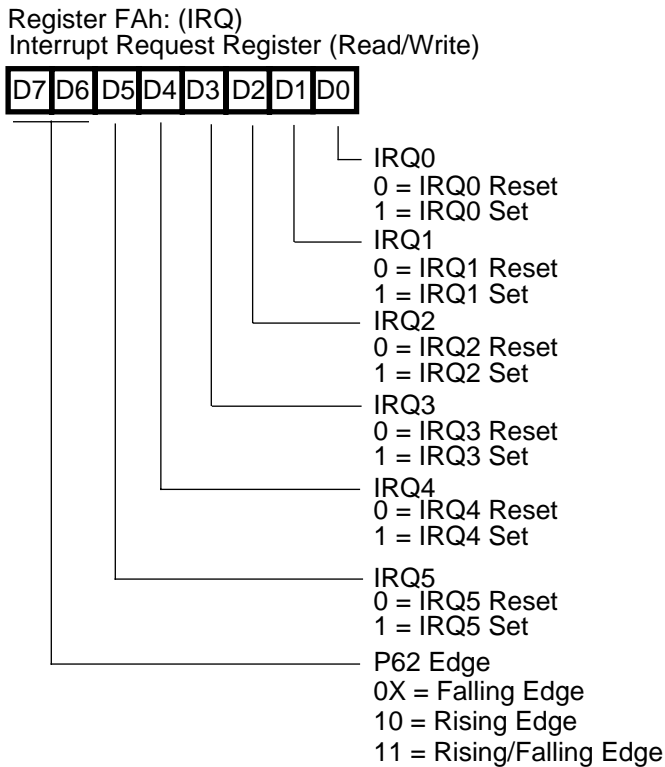 Register FAh: (IRQ)
Interrupt Request Register (Read/Write)
D7 D6 D5 D4 D3 D2 D1 D0
IRQ0
0 = IRQ0 Reset
1 = IRQ0 Set
IRQ1
0 = IRQ1 Reset
1 = IRQ1 Set
IRQ2
0 = IRQ2 Reset
1 = IRQ2 Set
IRQ3
0 = IRQ3 Reset
1 = IRQ3 Set
IRQ4
0 = IRQ4 Reset
1 = IRQ4 Set
IRQ5
0 = IRQ5 Reset
1 = IRQ5 Set
P62 Edge
0X = Falling Edge
10 = Rising Edge
11 = Rising/Falling Edge